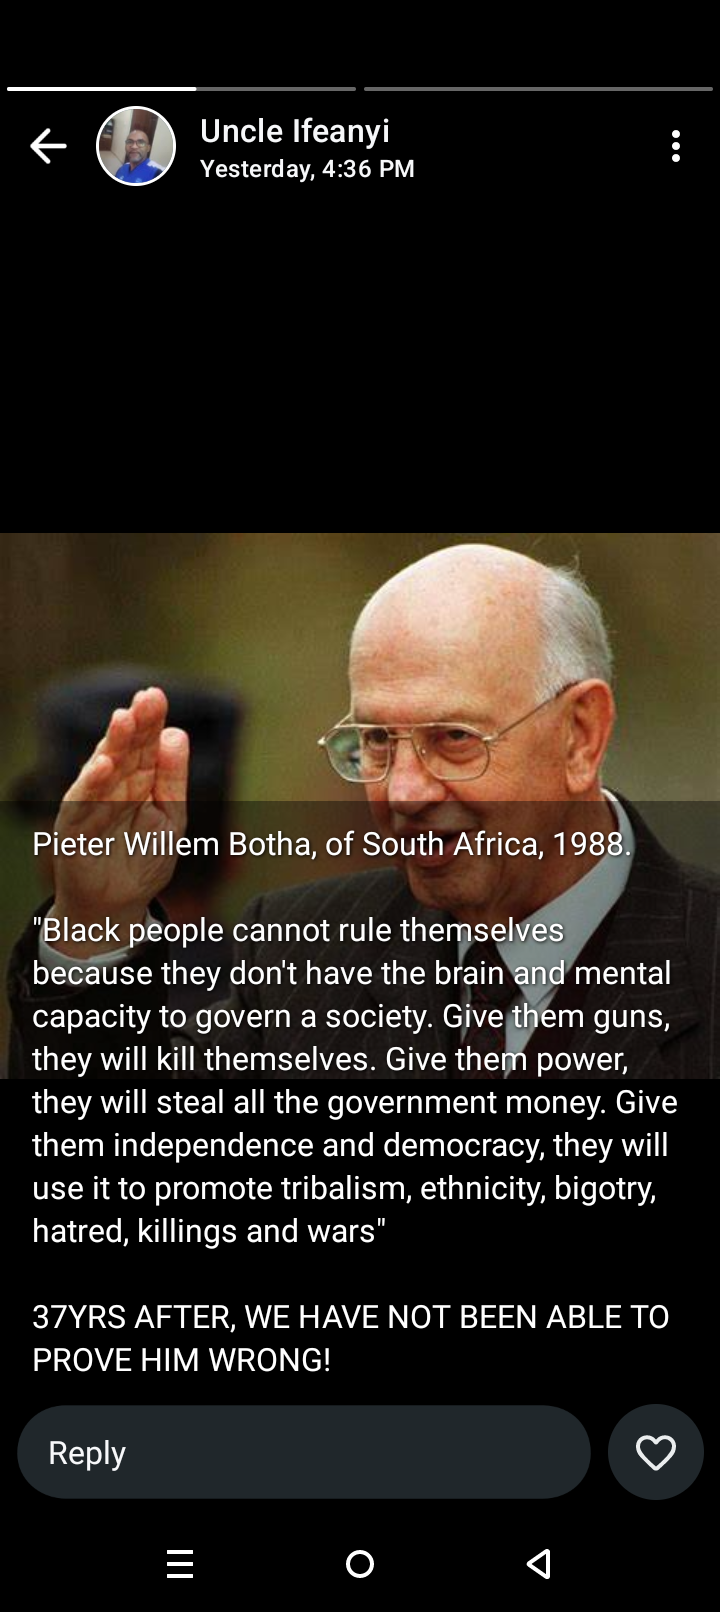 Uncle Ifeanyi
Yesterday, 4:36 PM
Pieter Willem Botha, of South Africa, 1988.
"Black people cannot rule themselves
because they don't have the brain and mental
capacity to govern a society. Give them guns,
they will kill themselves. Give them power,
they will steal all the government money. Give
them independence and democracy, they will
use it to promote tribalism, ethnicity, bigotry,
hatred, killings and wars"
37YRS AFTER, WE HAVE NOT BEEN ABLE TO
PROVE HIM WRONG!
Reply